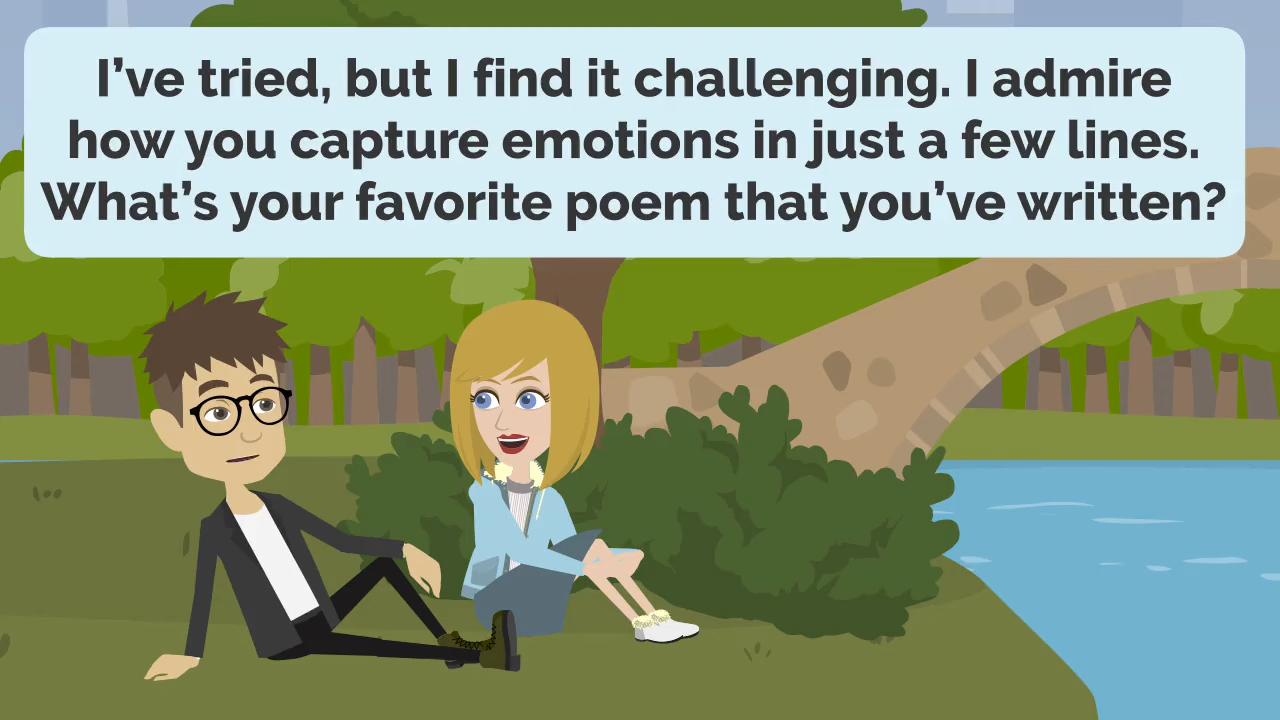 I’ve tried, but I find it challenging. I admire
how you capture emotions in just a few lines.
What’s your favorite poem that you’ve written?